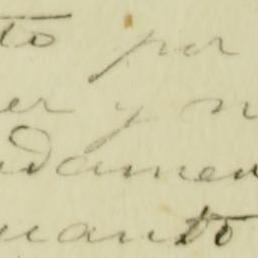 to por
er y n
damen
uanto